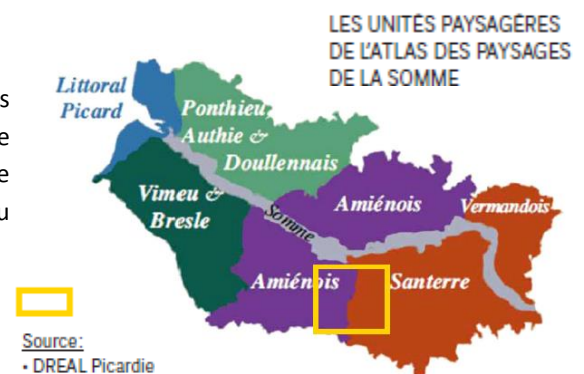 LES UNITÉS PAYSAGÈRES
DE L'ATLAS DES PAYSAGES
DE LA SOMME
Littoral
Picard
s
e
e
u
Ponthieu
Authie &
Doullennais
Vimeu &
Bresle
Somme
Amiénois
Vermandois
Amiénois
Santerre
Source:
- DREAL Picardie